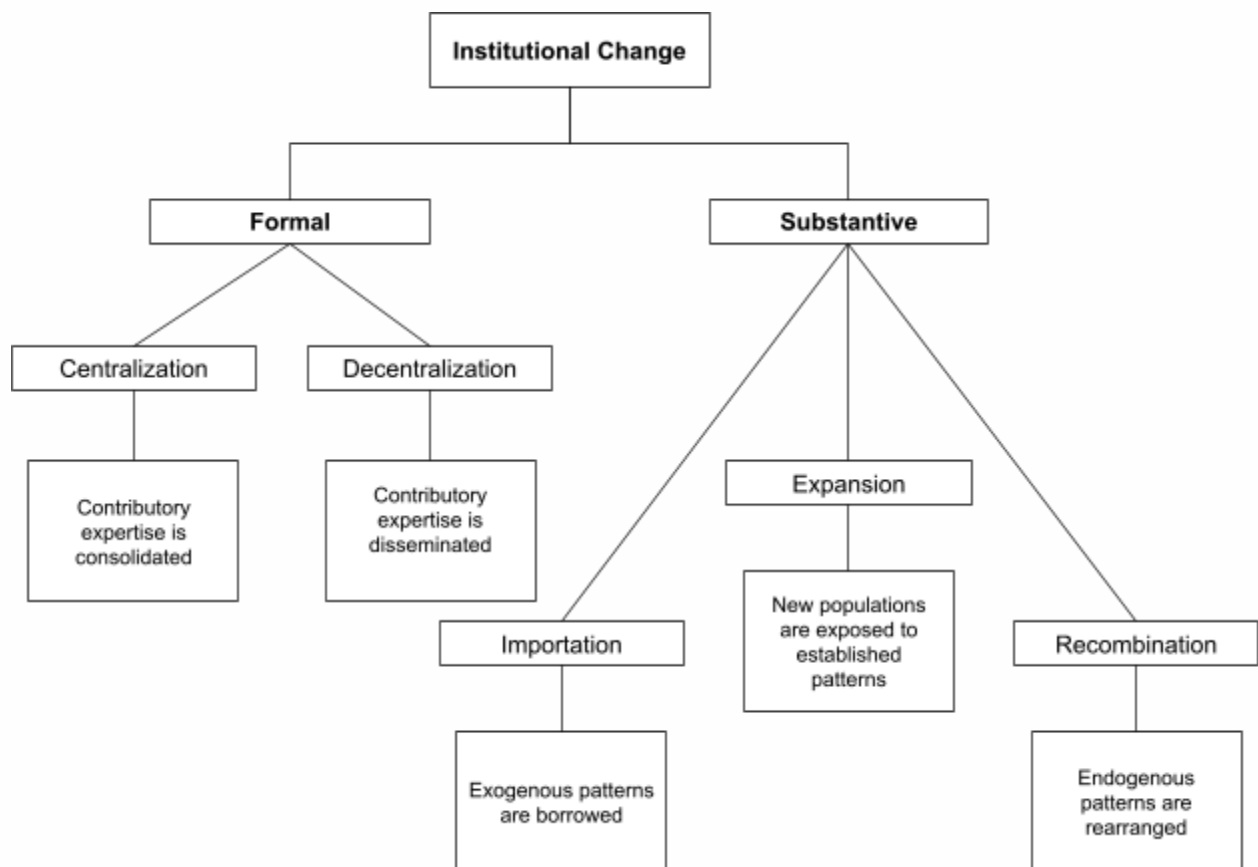 Institutional Change
Formal
Substantive
Centralization
Decentralization
Contributory
expertise is
consolidated
Contributory
expertise is
disseminated
Expansion
New populations
are exposed to
established
patterns
Importation
Recombination
Exogenous patterns
are borrowed
Endogenous
patterns are
rearranged